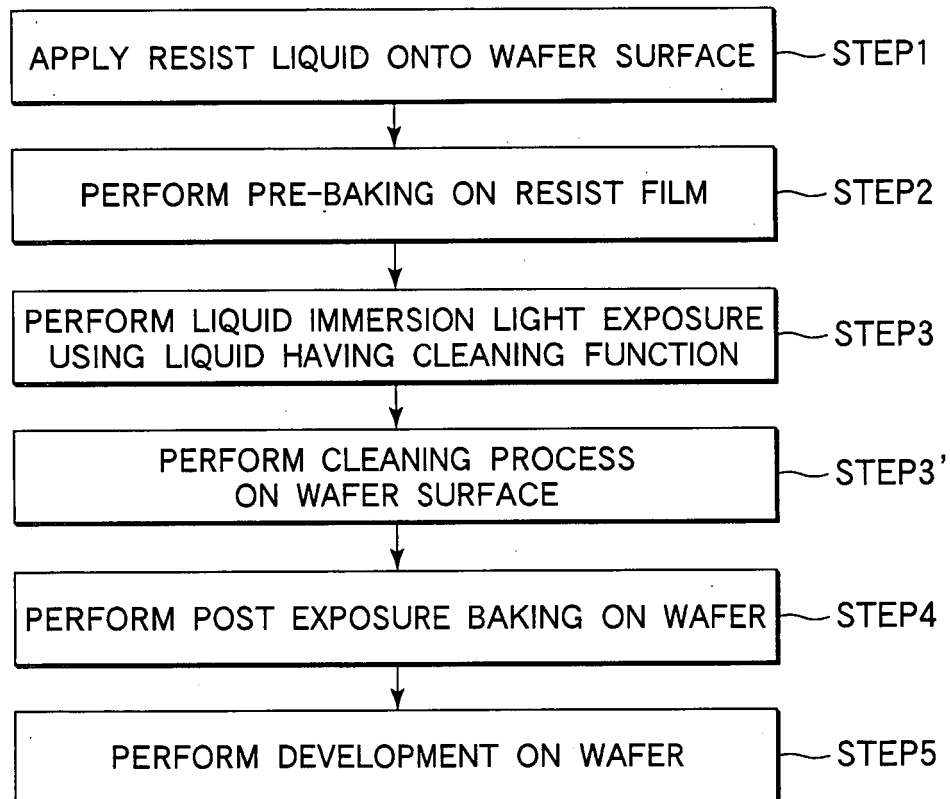 APPLY RESIST LIQUID ONTO WAFER SURFACE STEP1
PERFORM PRE-BAKING ON RESIST FILM STEP2
PERFORM LIQUID IMMERSION LIGHT EXPOSURE
USING LIQUID HAVING CLEANING FUNCTION STEP3
PERFORM CLEANING PROCESS
ON WAFER SURFACE STEP3'
PERFORM POST EXPOSURE BAKING ON WAFER STEP4
PERFORM DEVELOPMENT ON WAFER STEP5